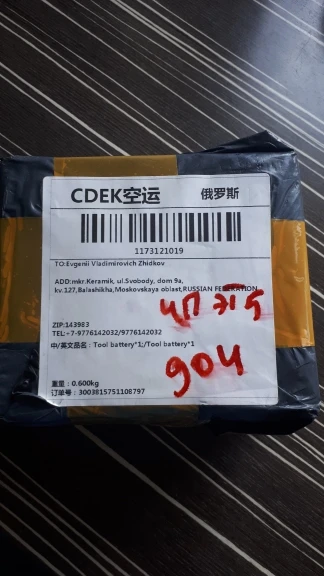 CDEK空运 俄罗斯
1173121019
TO:Evgenii Vladimirovich Zhidkov
ADD:mkr.Keramik, ul.Svobody, dom 9a,
kv.127,Balashikha,Moskovskaya oblast,RUSSIAN FEDERATION
ZIP:143983
TEL:+7-9776142032/9776142032
中/英文品名：Tool battery*1;/Tool battery*1
904
重里：0.600kg
订单号：3003815751108797